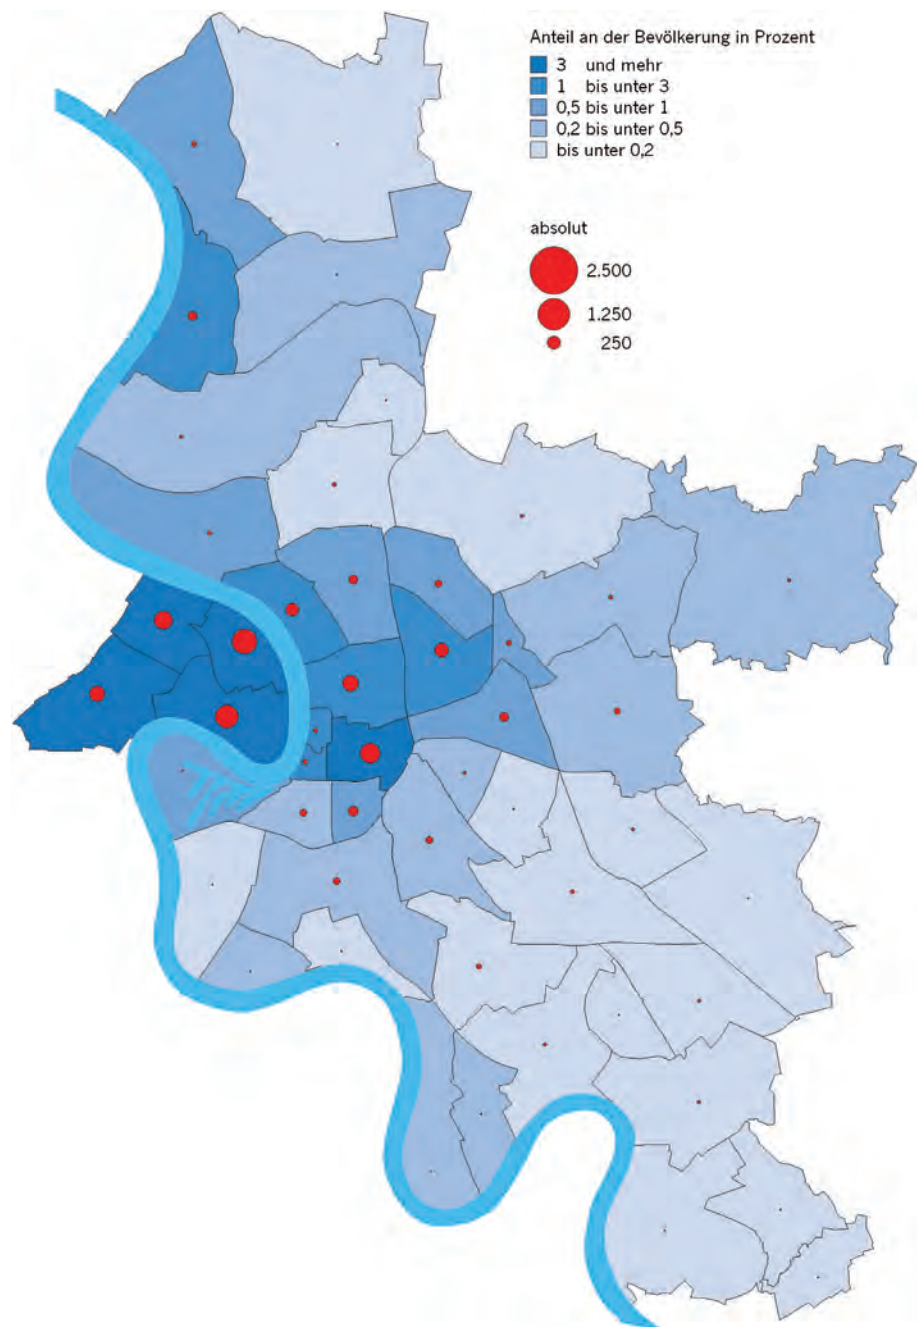 Anteil an der Bevölkerung in Prozent
3 und mehr
1 bis unter 3
0,5 bis unter 1
0,2 bis unter 0,5
bis unter 0,2
absolut
2.500
1.250
250